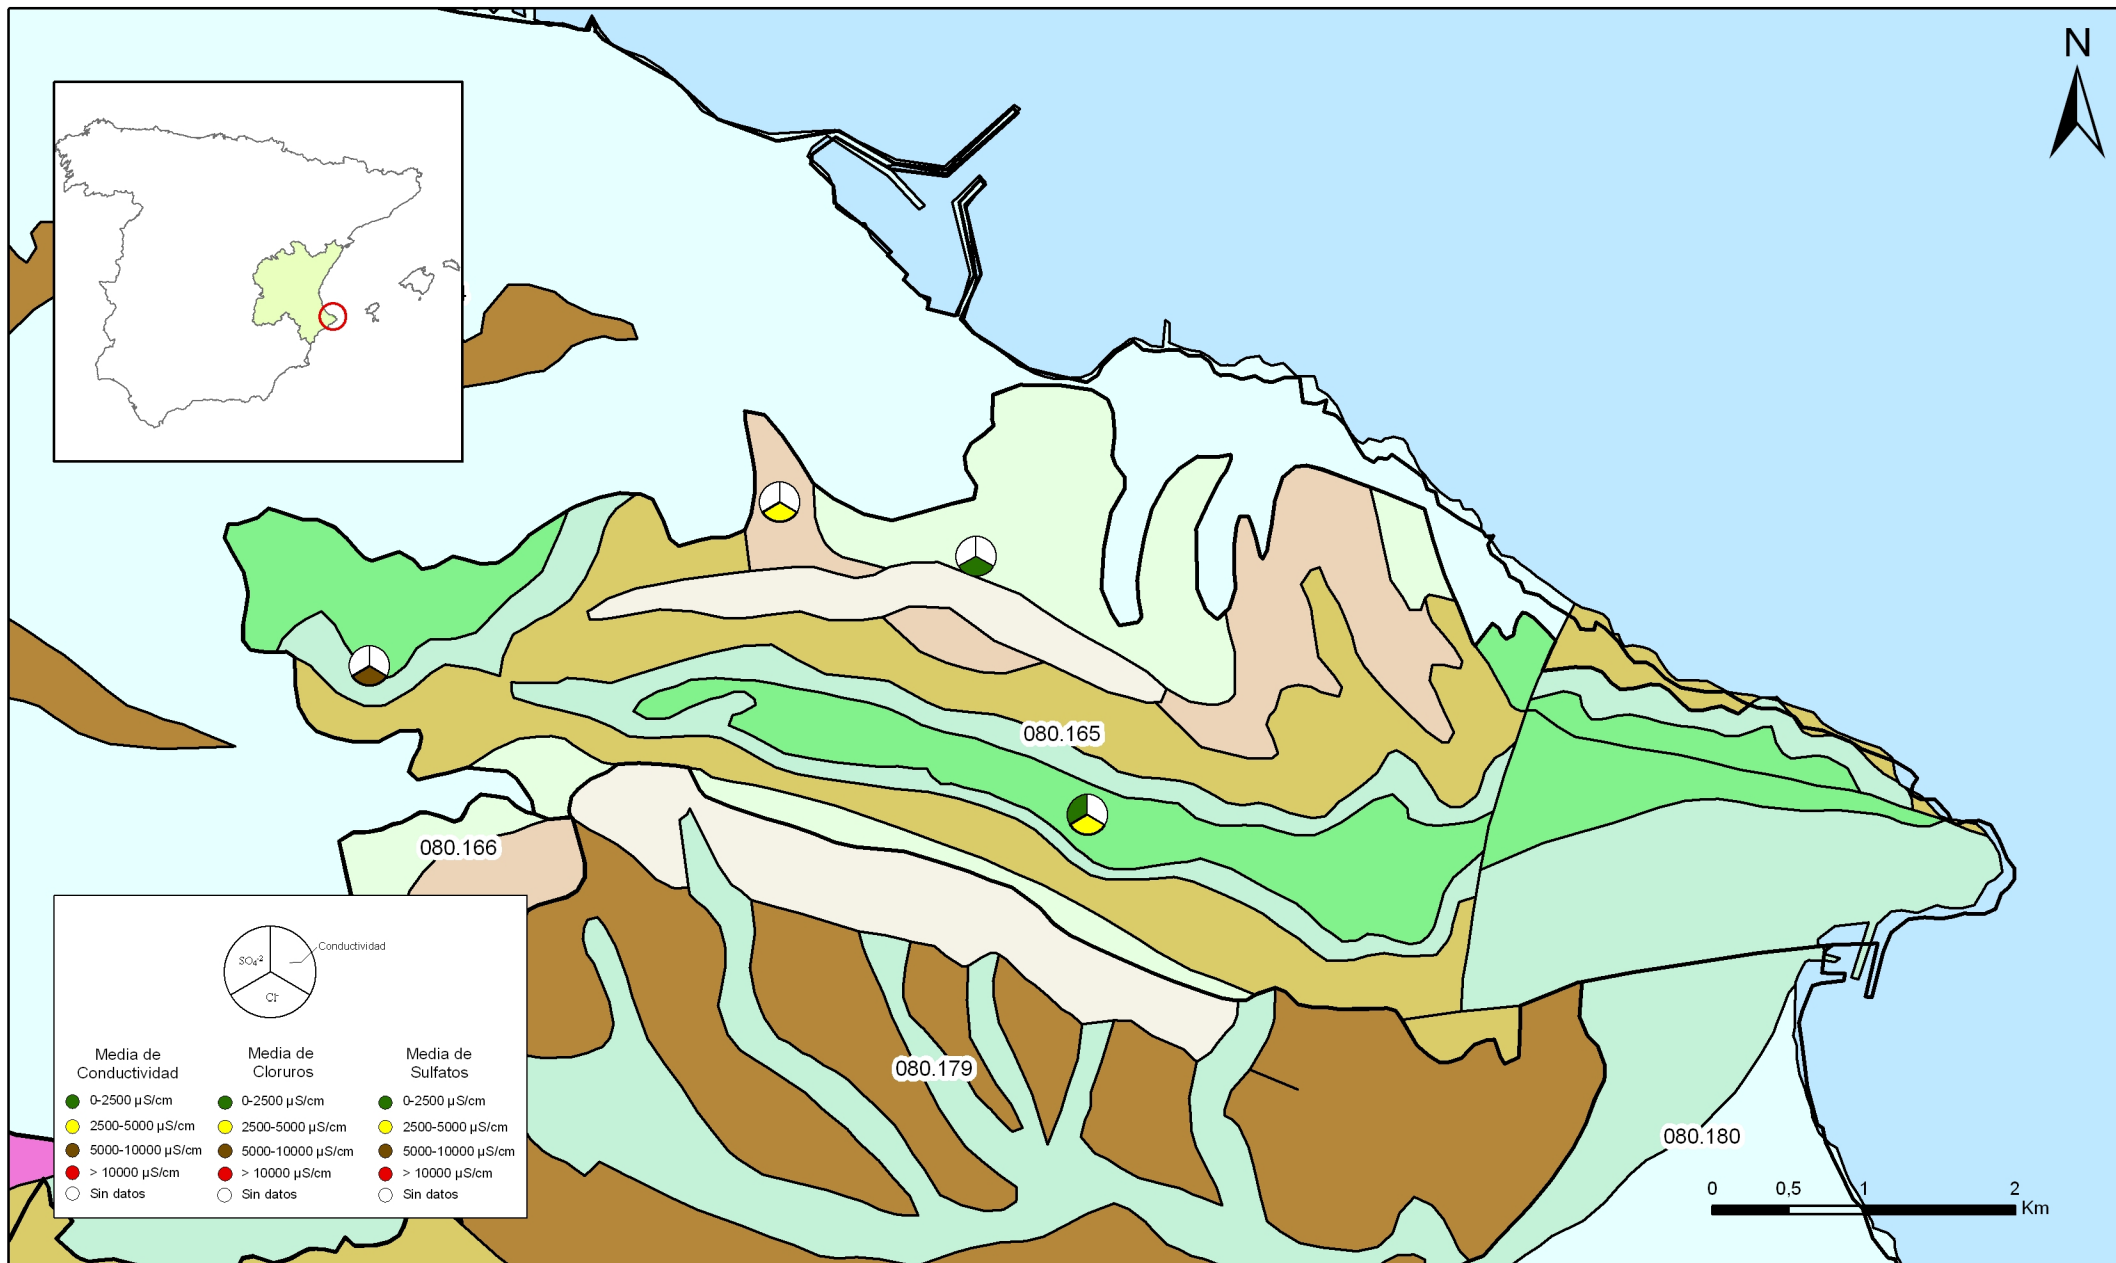 N
080.165
080.166
080.179
080.180
SO₄⁻²
Conductividad
Cl⁻
Media de
Conductividad
0-2500 µS/cm
2500-5000 µS/cm
5000-10000 µS/cm
> 10000 µS/cm
Sin datos
Media de
Cloruros
0-2500 µS/cm
2500-5000 µS/cm
5000-10000 µS/cm
> 10000 µS/cm
Sin datos
Media de
Sulfatos
0-2500 µS/cm
2500-5000 µS/cm
5000-10000 µS/cm
> 10000 µS/cm
Sin datos
0 0,5 1 2
Km